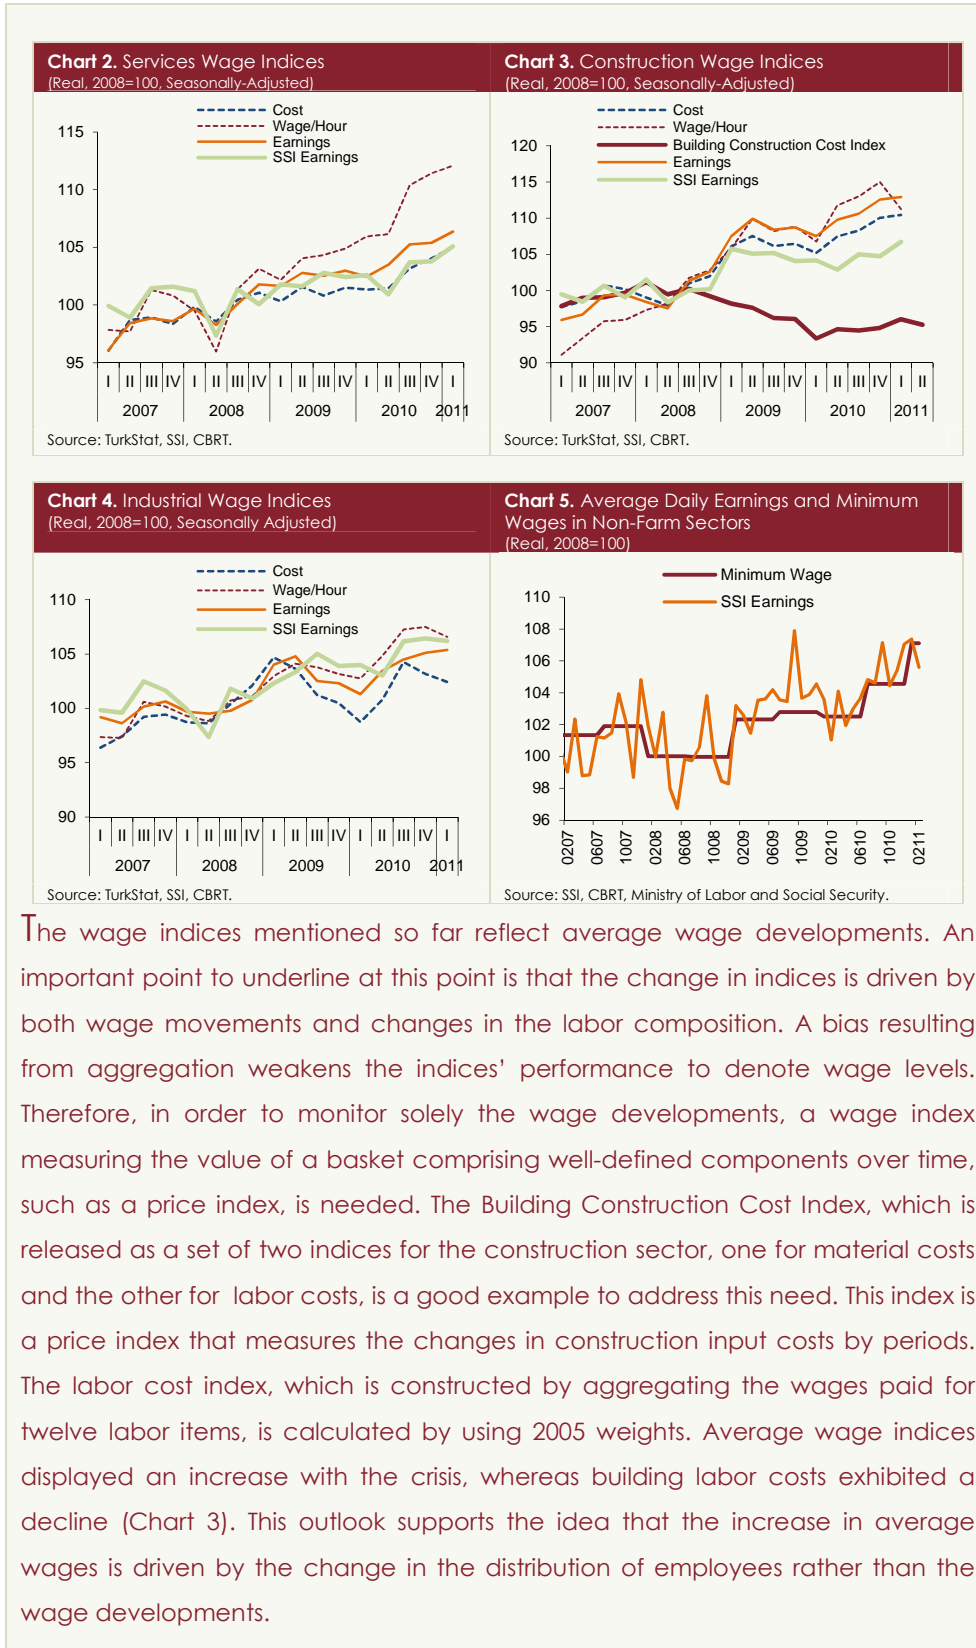 Chart 2. Services Wage Indices
(Real, 2008=100, Seasonally-Adjusted)
Cost
Wage/Hour
Earnings
SSI Earnings
115
110
105
100
95
I II III IV I II III IV I II III IV I II III IV I
2007 2008 2009 2010 2011
Source: TurkStat, SSI, CBRT.
Chart 3. Construction Wage Indices
(Real, 2008=100, Seasonally-Adjusted)
Cost
Wage/Hour
Building Construction Cost Index
Earnings
SSI Earnings
120
115
110
105
100
95
90
I II III IV I II III IV I II III IV I II III IV I II
2007 2008 2009 2010 2011
Source: TurkStat, SSI, CBRT.
Chart 4. Industrial Wage Indices
(Real, 2008=100, Seasonally Adjusted)
Cost
Wage/Hour
Earnings
SSI Earnings
110
105
100
95
90
I II III IV I II III IV I II III IV I II III IV I
2007 2008 2009 2010 2011
Source: TurkStat, SSI, CBRT.
Chart 5. Average Daily Earnings and Minimum
Wages in Non-Farm Sectors
(Real, 2008=100)
Minimum Wage
SSI Earnings
110
108
106
104
102
100
98
96
0207 0607 1007 0208 0608 1008 0209 0609 1009 0210 0610 1010 0211
Source: SSI, CBRT, Ministry of Labor and Social Security.
The wage indices mentioned so far reflect average wage developments. An
important point to underline at this point is that the change in indices is driven by
both wage movements and changes in the labor composition. A bias resulting
from aggregation weakens the indices' performance to denote wage levels.
Therefore, in order to monitor solely the wage developments, a wage index
measuring the value of a basket comprising well-defined components over time,
such as a price index, is needed. The Building Construction Cost Index, which is
released as a set of two indices for the construction sector, one for material costs
and the other for labor costs, is a good example to address this need. This index is
a price index that measures the changes in construction input costs by periods.
The labor cost index, which is constructed by aggregating the wages paid for
twelve labor items, is calculated by using 2005 weights. Average wage indices
displayed an increase with the crisis, whereas building labor costs exhibited a
decline (Chart 3). This outlook supports the idea that the increase in average
wages is driven by the change in the distribution of employees rather than the
wage developments.